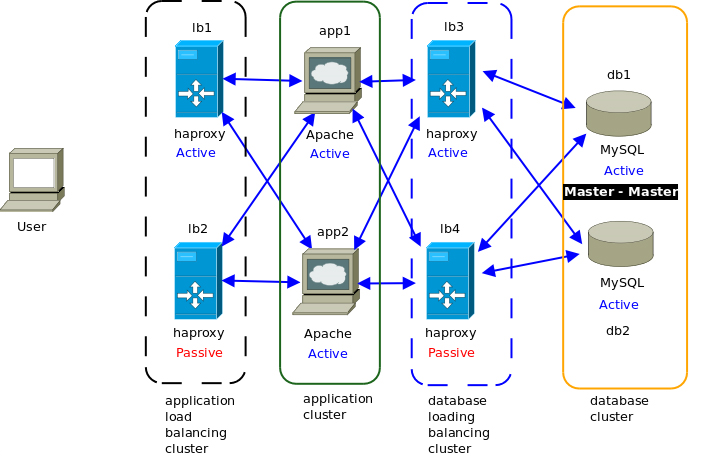 User
lb1
haproxy
Active
lb2
haproxy
Passive
application
load
balancing
cluster
app1
Apache
Active
app2
Apache
Active
application
cluster
lb3
haproxy
Active
lb4
haproxy
Passive
database
loading
balancing
cluster
db1
MySQL
Active
Master - Master
MySQL
Active
db2
database
cluster